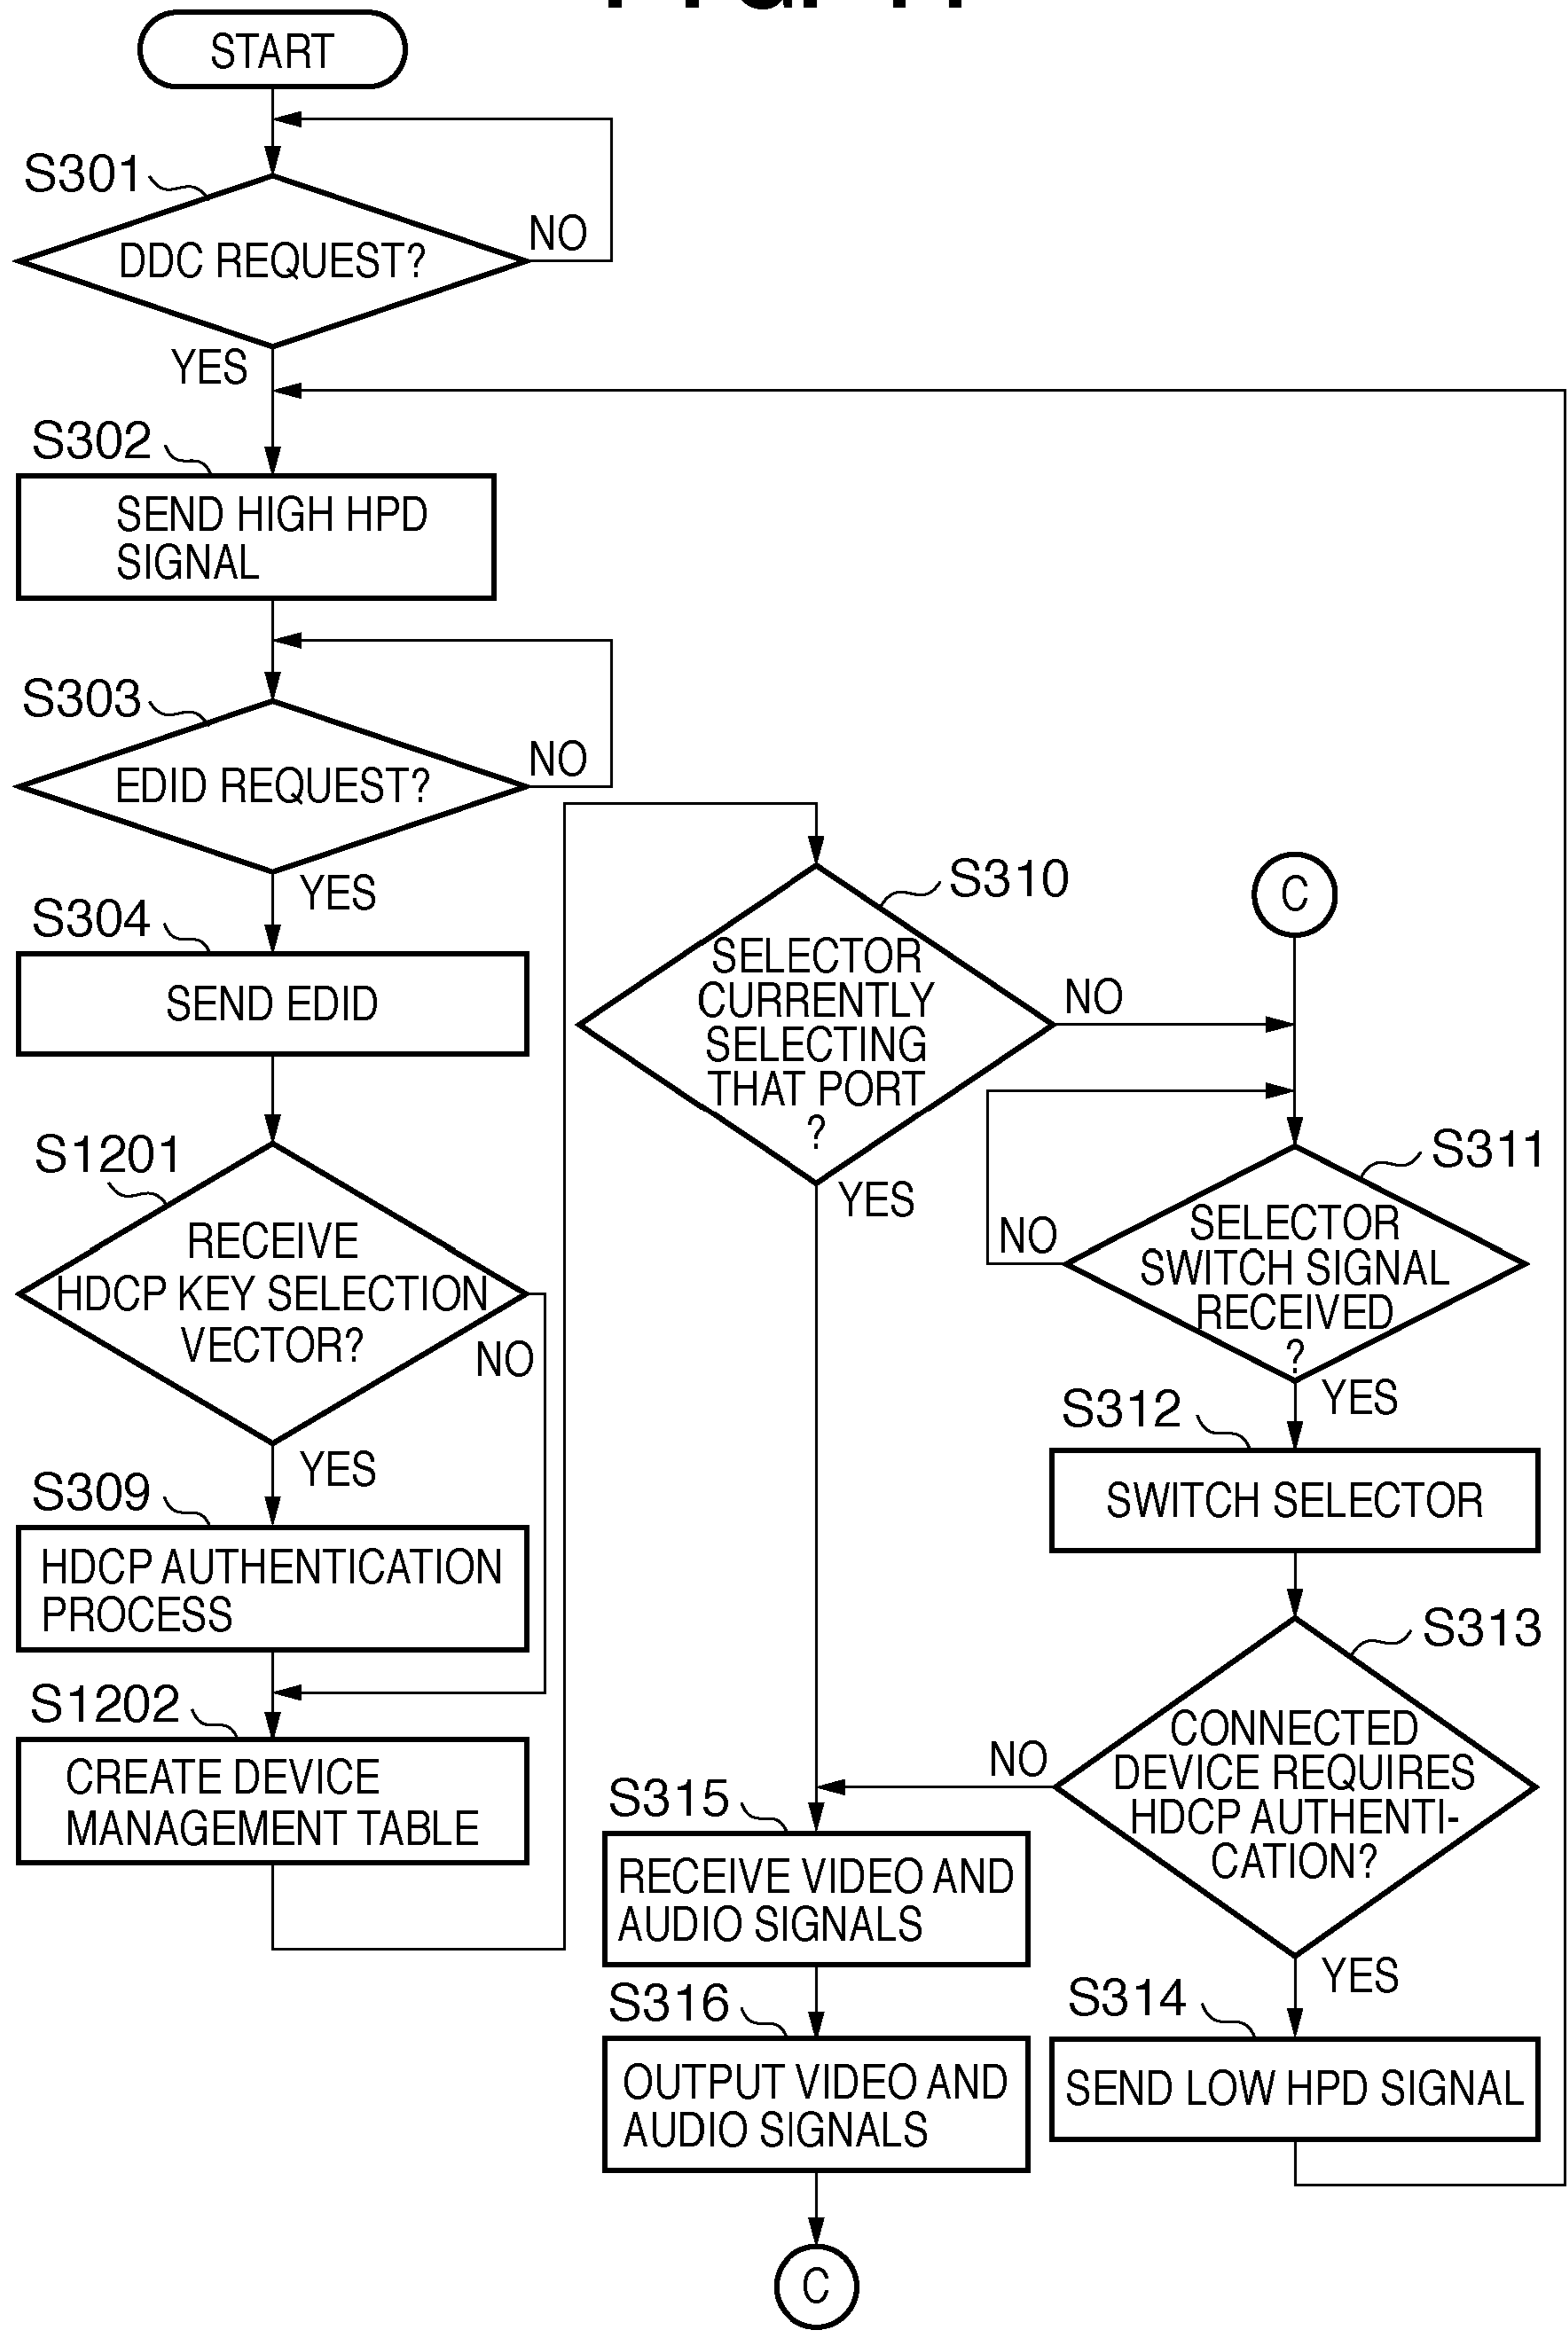 START
S301
DDC REQUEST?
NO
YES
S302
SEND HIGH HPD
SIGNAL
S303
EDID REQUEST?
NO
YES
S304
SEND EDID
S1201
RECEIVE
HDCP KEY SELECTION
VECTOR?
NO
YES
S309
HDCP AUTHENTICATION
PROCESS
S1202
CREATE DEVICE
MANAGEMENT TABLE
S310
SELECTOR
CURRENTLY
SELECTING
THAT PORT
?
NO
YES
C
S311
SELECTOR
SWITCH SIGNAL
RECEIVED
?
NO
YES
S312
SWITCH SELECTOR
S313
CONNECTED
DEVICE REQUIRES
HDCP AUTHENTI-
CATION?
NO
YES
S314
SEND LOW HPD SIGNAL
S315
RECEIVE VIDEO AND
AUDIO SIGNALS
S316
OUTPUT VIDEO AND
AUDIO SIGNALS
C